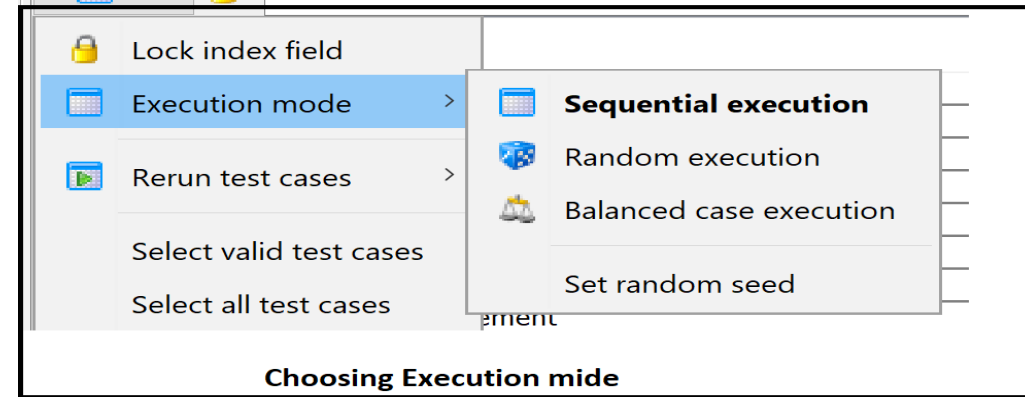 Lock index field
Execution mode >
Sequential execution
Random execution
Rerun test cases >
Balanced case execution
Select valid test cases
Set random seed
Select all test cases
ement
Choosing Execution mide